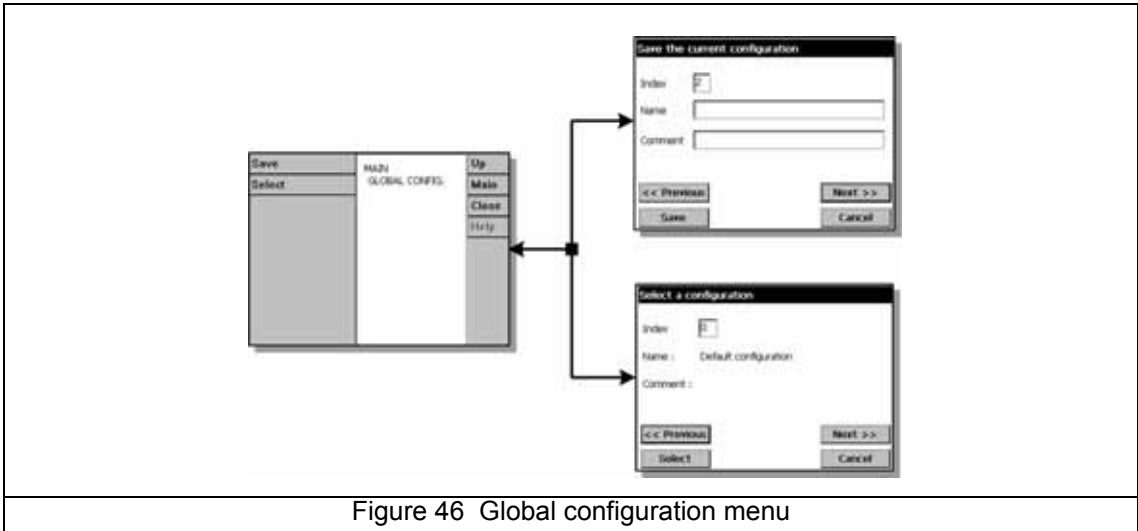 Save
Select
MAIN
GLOBAL CONFIG.
Up
Main
Close
Help
Save the current configuration
Index
Name
Comment
<< Previous
Next >>
Save
Cancel
Select a configuration
Index
Name : Default configuration
Comment :
<< Previous
Next >>
Select
Cancel
Figure 46 Global configuration menu